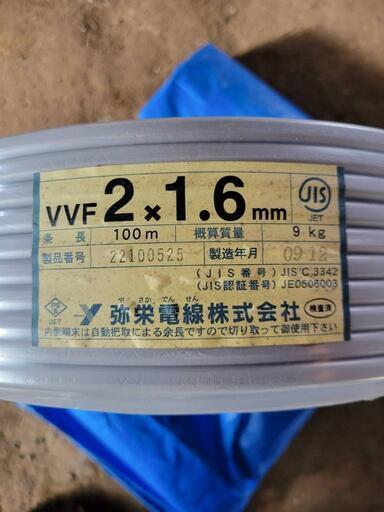 VVF 2×1.6mm
JIS
JET
条長 100m 概算質量 9kg
製品番号 22100525 製造年月 09 12
(JIS番号) JIS C 3342
(JIS認証番号) JE0506003
PS
E
JET
や さか でん せん
弥栄電線株式会社
検査済
内側端末は自動把取による余長ですので切り取って御使用下さい